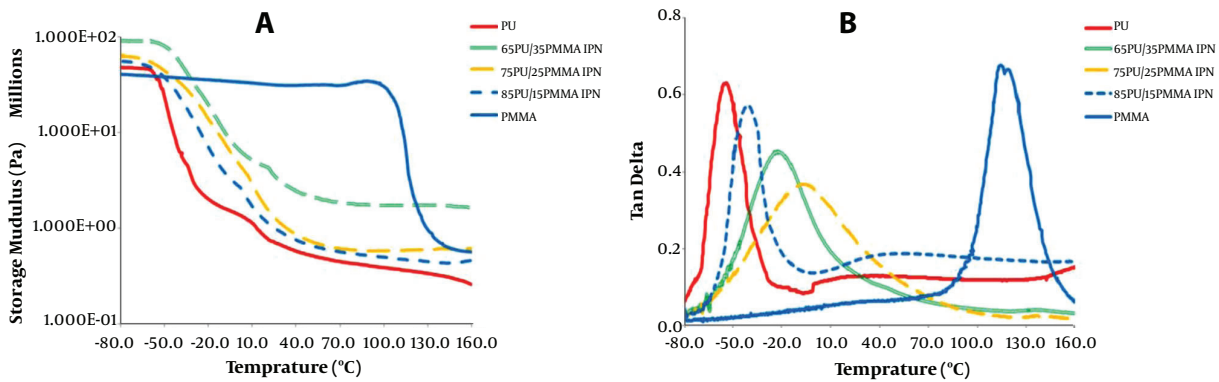 A
Storage Mudulus (Pa) Millions
1.000E+02
1.000E+01
1.000E+00
1.000E-01
-80.0 -50.0 -20.0 10.0 40.0 70.0 100.0 130.0 160.0
Temprature (°C)
PU
65PU/35PMMA IPN
75PU/25PMMA IPN
85PU/15PMMA IPN
PMMA
B
Tan Delta
0.8
0.6
0.4
0.2
0.0
-80.0 -50.0 -20.0 10.0 40.0 70.0 100.0 130.0 160.0
Temprature (°C)
PU
65PU/35PMMA IPN
75PU/25PMMA IPN
85PU/15PMMA IPN
PMMA